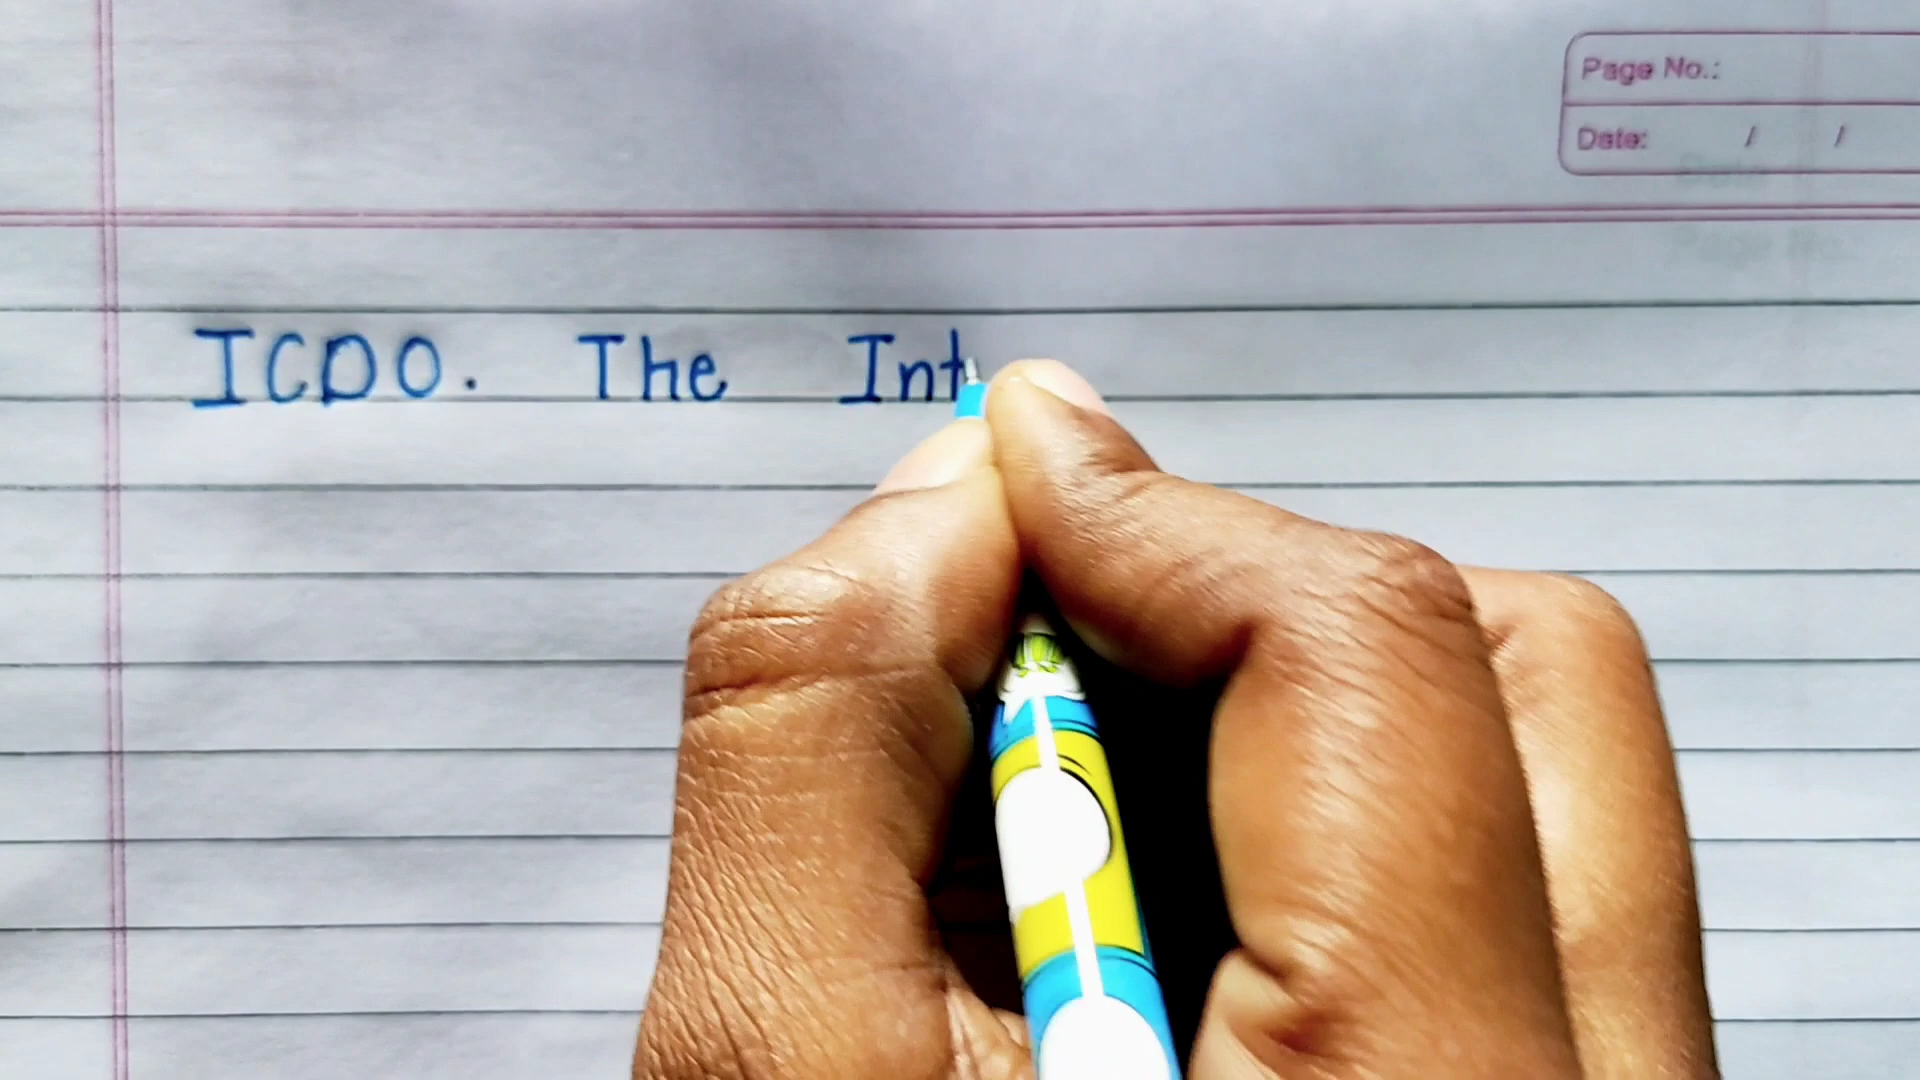 Page No.:
Date: / /
ICDO. The Int